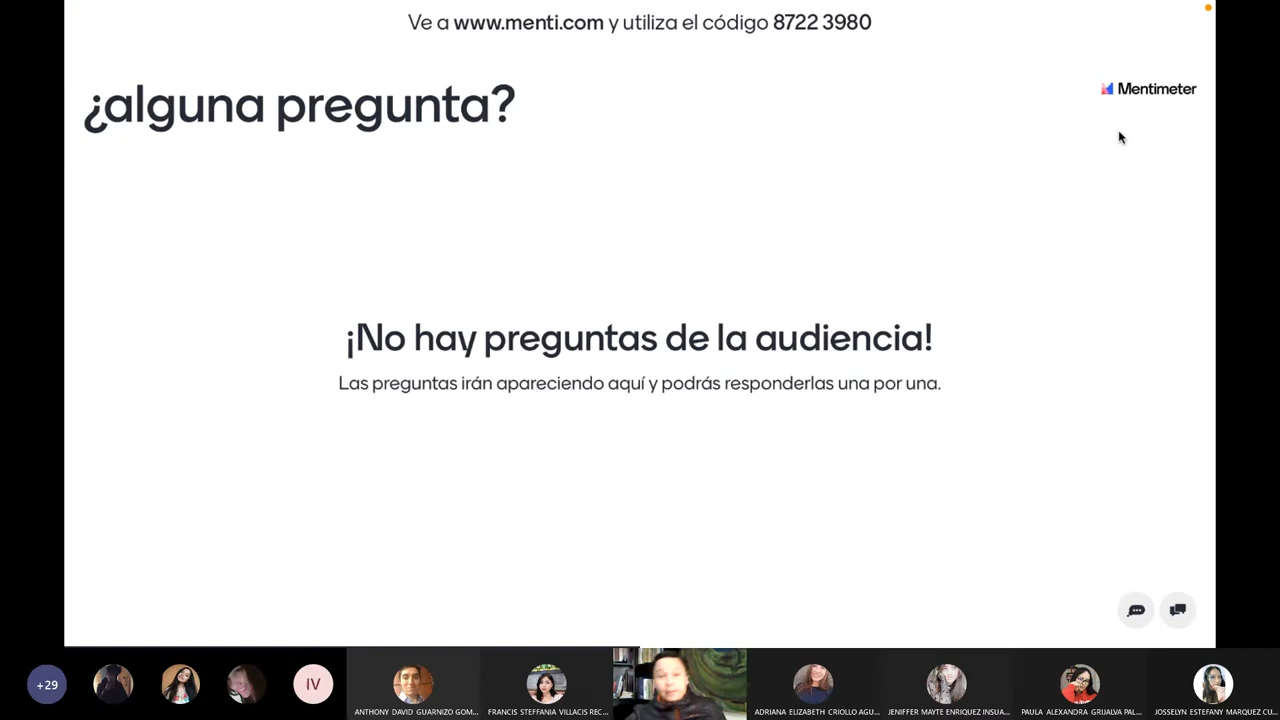 Ve a www.menti.com y utiliza el código 8722 3980
¿alguna pregunta?
Mentimeter
¡No hay preguntas de la audiencia!
Las preguntas irán apareciendo aquí y podrás responderlas una por una.
+29
IV
ANTHONY DAVID GUARNIZO GOM...
FRANCIS STEFFANIA VILLACIS REC...
ADRIANA ELIZABETH CRIOLLO AGU...
JENIFFER MAYTE ENRIQUEZ INSUA...
PAULA ALEXANDRA GRIJALVA PAL...
JOSSELYN ESTEFANY MARQUEZ CU...